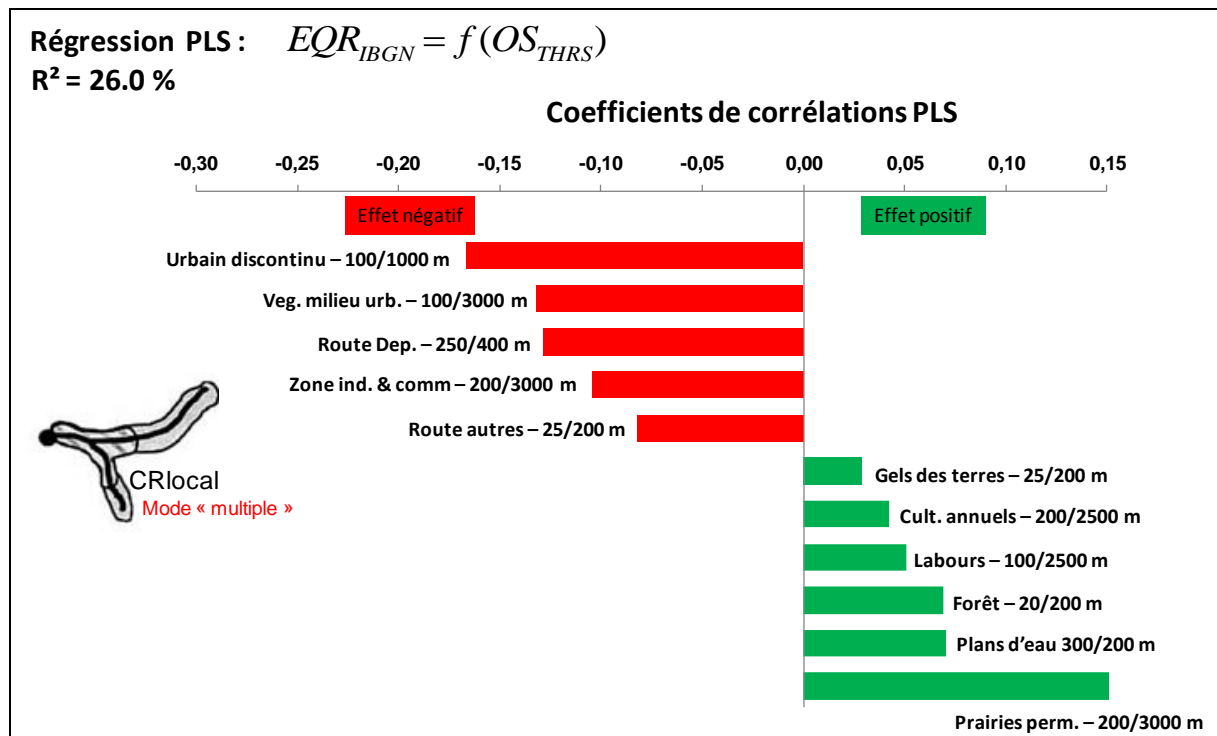 Régression PLS : EQR_IBGN = f(OS_THRS)
R² = 26.0 %
Coefficients de corrélations PLS
-0,30 -0,25 -0,20 -0,15 -0,10 -0,05 0,00 0,05 0,10 0,15
Effet négatif Effet positif
Urbain discontinu – 100/1000 m
Veg. milieu urb. – 100/3000 m
Route Dep. – 250/400 m
Zone ind. & comm – 200/3000 m
Route autres – 25/200 m
CRlocal
Mode « multiple »
Gels des terres – 25/200 m
Cult. annuels – 200/2500 m
Labours – 100/2500 m
Forêt – 20/200 m
Plans d’eau 300/200 m
Prairies perm. – 200/3000 m